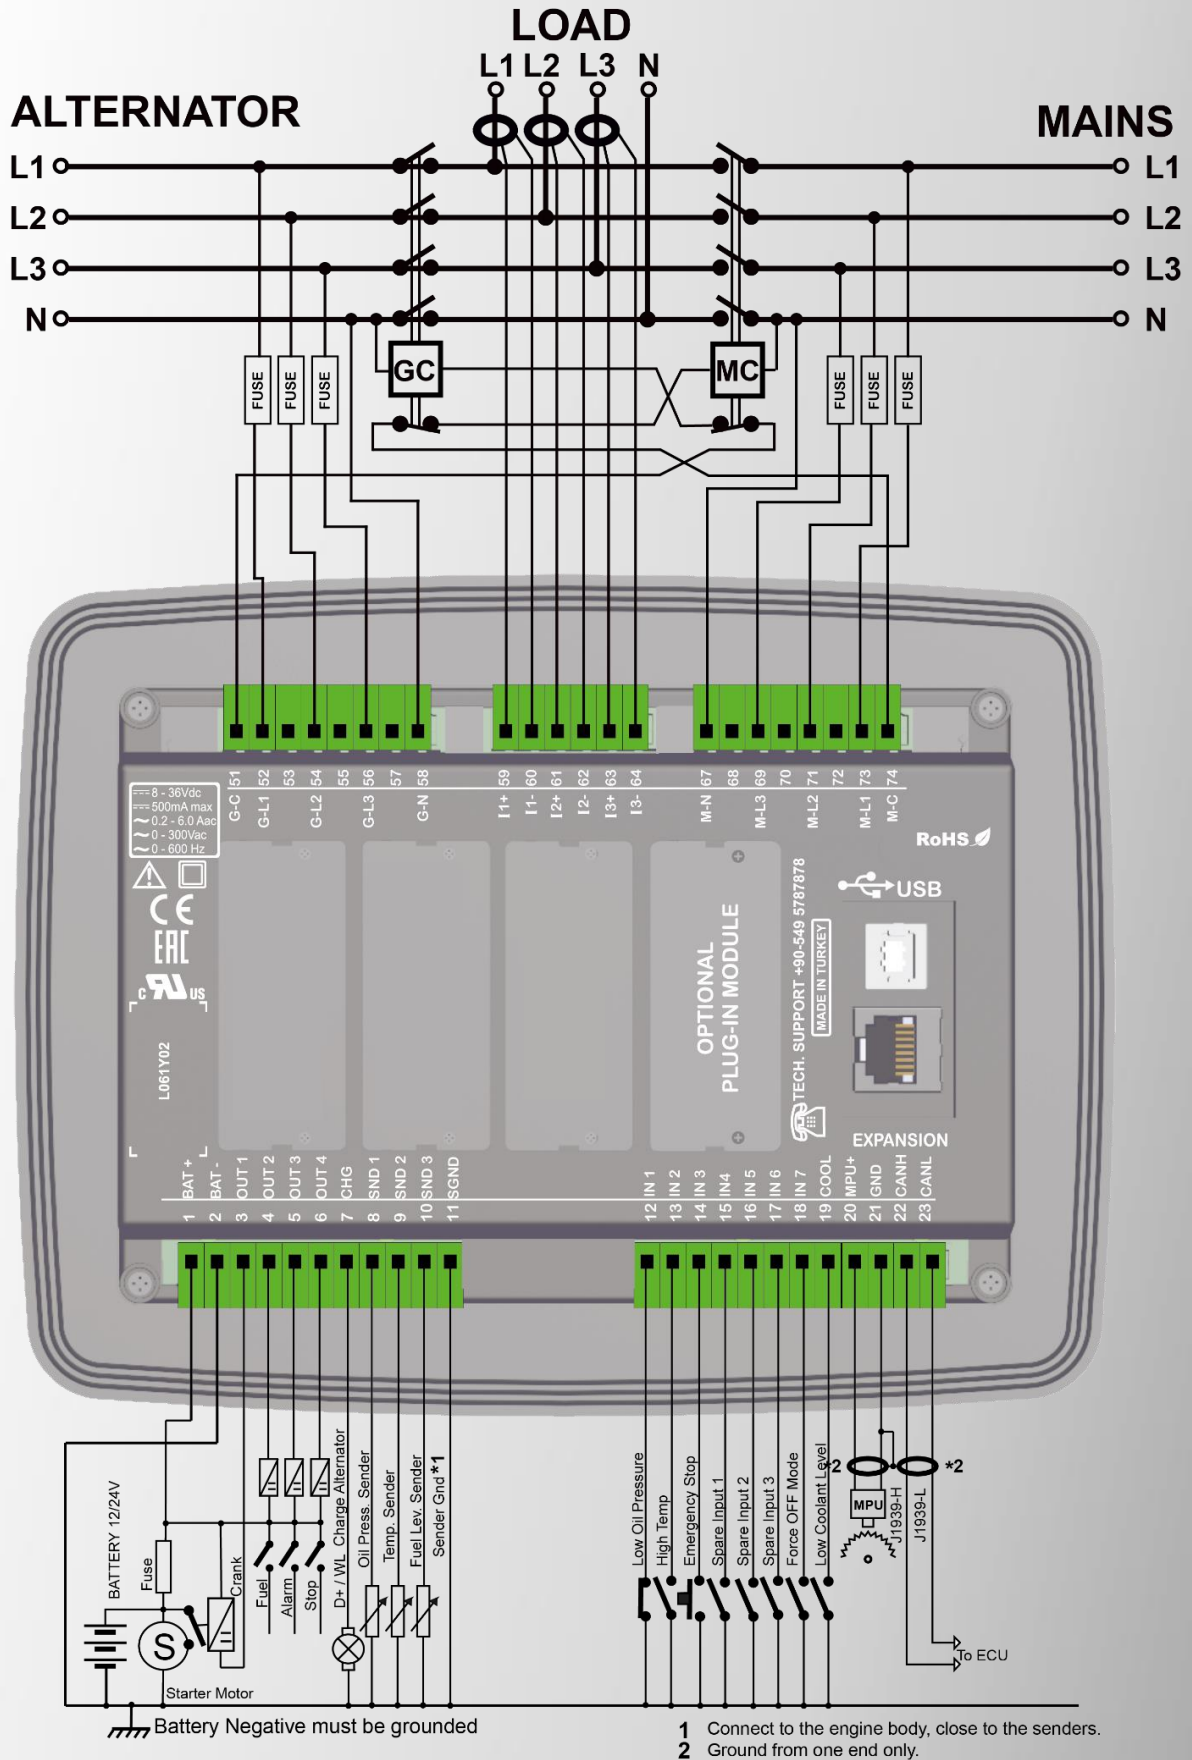 LOAD
L1 L2 L3 N
ALTERNATOR
MAINS
L1
L1
L2
L2
L3
L3
N
N
GC
MC
FUSE
FUSE
FUSE
FUSE
FUSE
FUSE
51 52 53 54 55 56 57 58
G-C G-L1 G-L2 G-L3 G-N
59 60 61 62 63 64
I1+ I1- I2+ I2- I3+ I3-
67 68 69 70 71 72 73 74
M-N M-L3 M-L2 M-L1 M-C
8 - 36Vdc
500mA max
0.2 - 6.0 Aac
0 - 300Vac
0 - 600 Hz
RoHS
CE
EAC
C RU US
L061Y02
OPTIONAL
PLUG-IN MODULE
TECH. SUPPORT +90-549 5787878
MADE IN TURKEY
USB
EXPANSION
BAT + BAT - OUT 1 OUT 2 OUT 3 OUT 4 CHG SND 1 SND 2 SND 3 SGND
1 2 3 4 5 6 7 8 9 10 11
IN 1 IN 2 IN 3 IN4 IN 5 IN 6 IN 7 COOL MPU+ GND CANH CANL
12 13 14 15 16 17 18 19 20 21 22 23
BATTERY 12/24V
Fuse
S
Starter Motor
Crank
Fuel
Alarm
Stop
D+ / WL Charge Alternator
Oil Press. Sender
Temp. Sender
Fuel Lev. Sender
Sender Gnd *1
Low Oil Pressure
High Temp
Emergency Stop
Spare Input 1
Spare Input 2
Spare Input 3
Force OFF Mode
Low Coolant Level
*2
*2
MPU
J1939-H
J1939-L
To ECU
Battery Negative must be grounded
1 Connect to the engine body, close to the senders.
2 Ground from one end only.